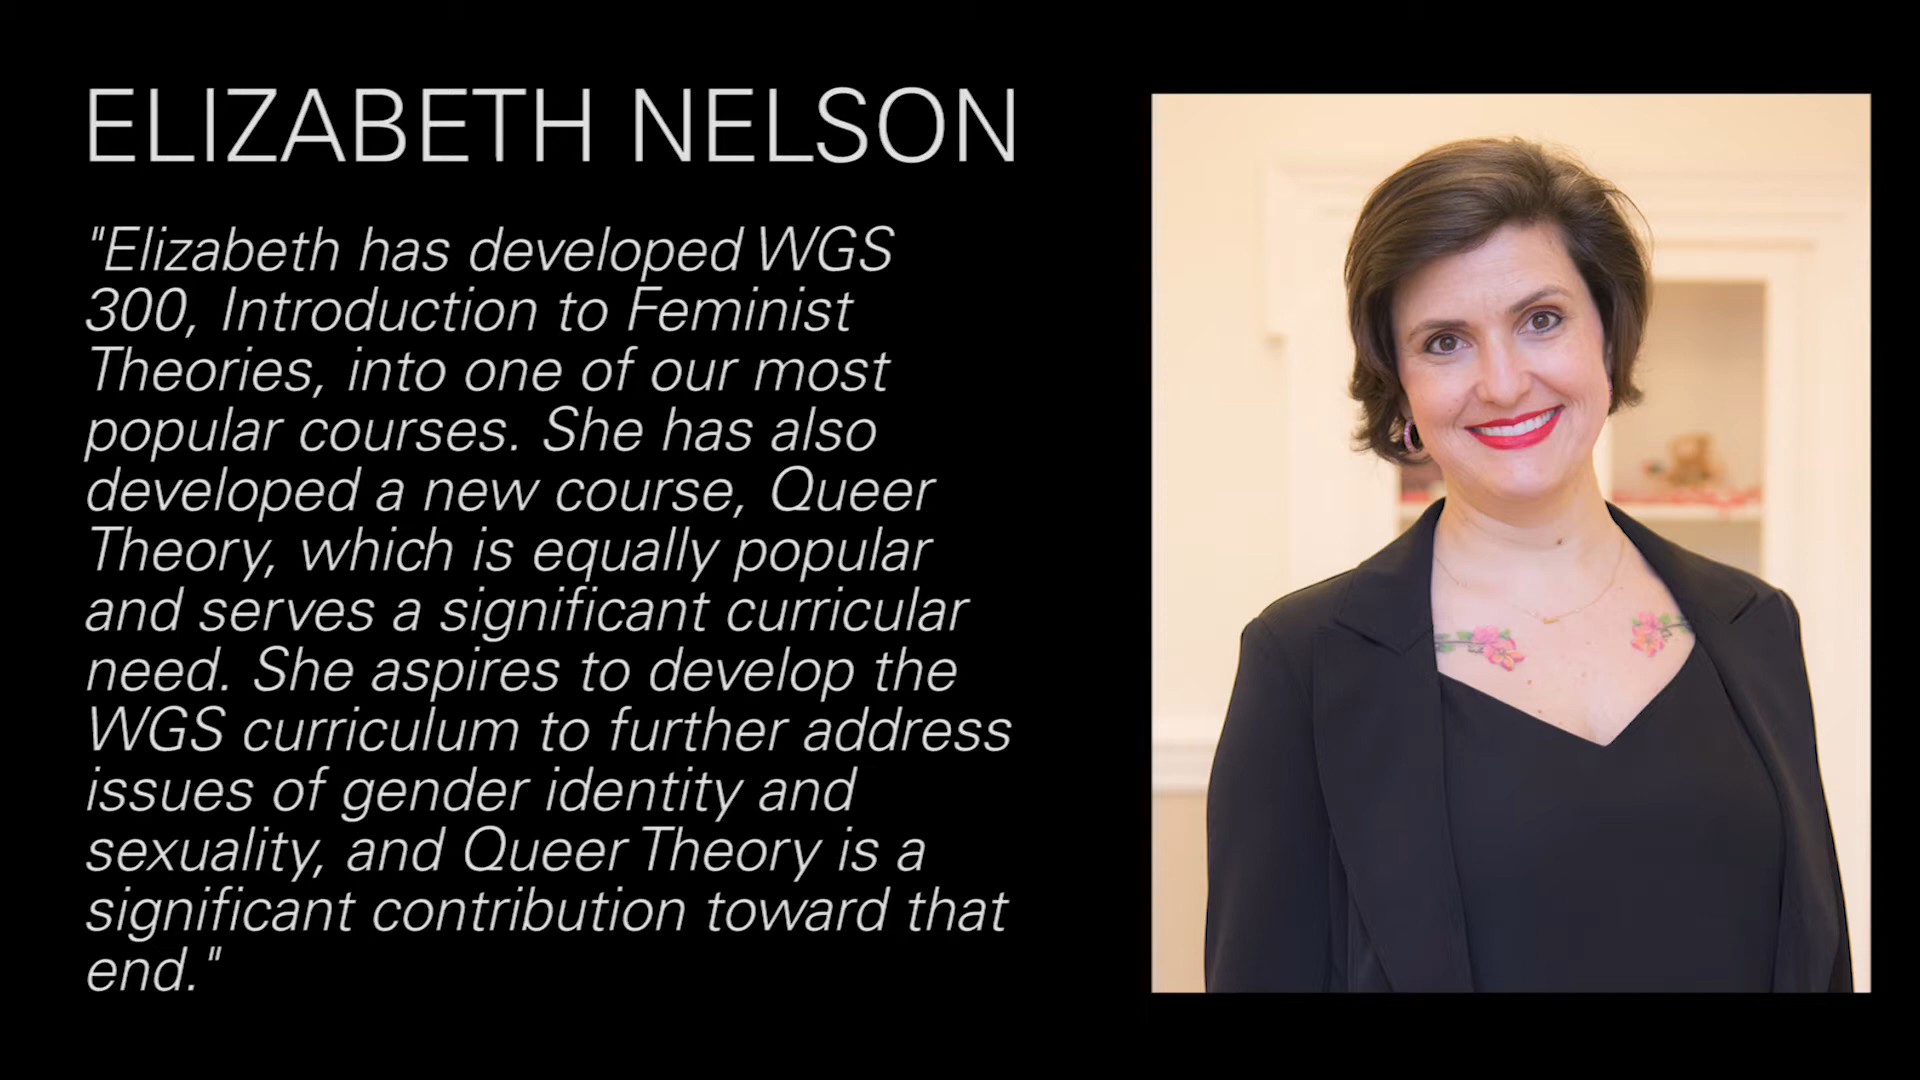 ELIZABETH NELSON
"Elizabeth has developed WGS
300, Introduction to Feminist
Theories, into one of our most
popular courses. She has also
developed a new course, Queer
Theory, which is equally popular
and serves a significant curricular
need. She aspires to develop the
WGS curriculum to further address
issues of gender identity and
sexuality, and Queer Theory is a
significant contribution toward that
end."